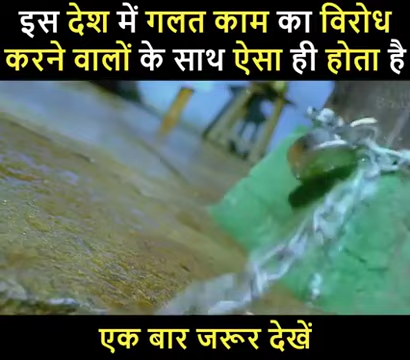 इस देश में गलत काम का विरोध
करने वालों के साथ ऐसा ही होता है
एक बार जरूर देखें